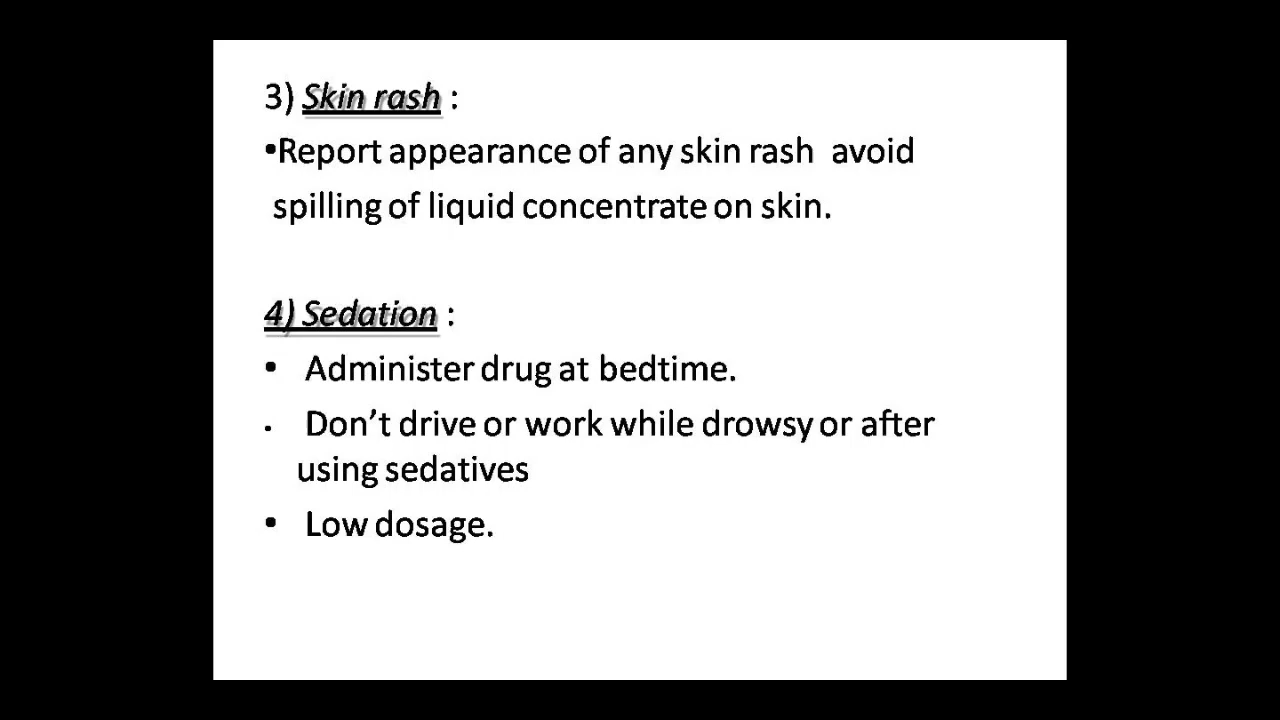 3) Skin rash :
•Report appearance of any skin rash  avoid
spilling of liquid concentrate on skin.
4) Sedation :
• Administer drug at bedtime.
• Don’t drive or work while drowsy or after
using sedatives
• Low dosage.